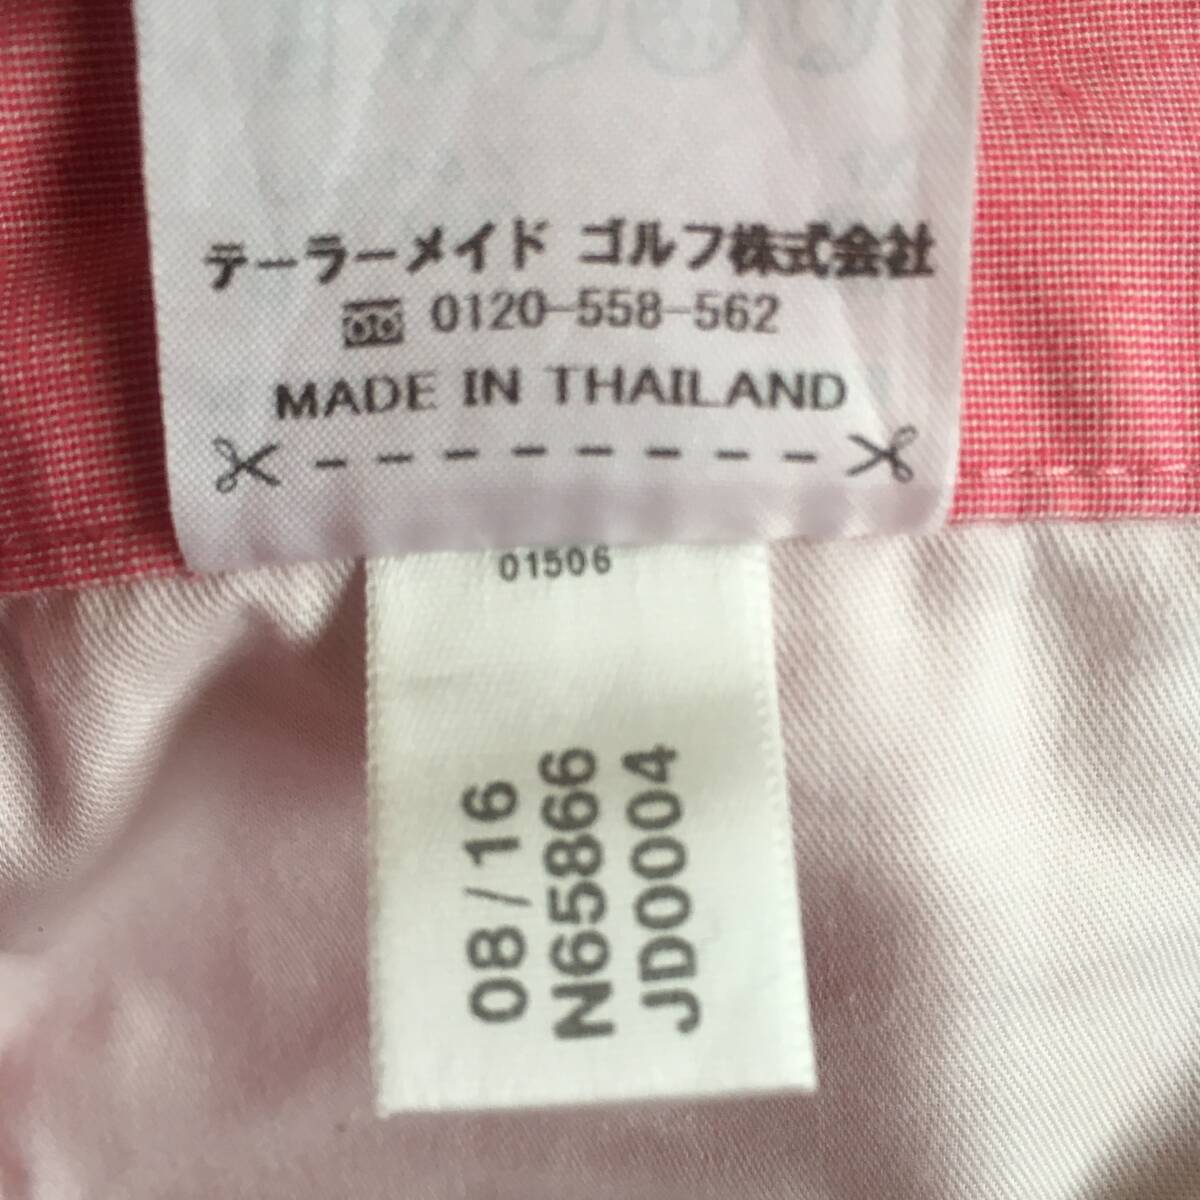 テーラーメイド ゴルフ株式会社
0120-558-562
MADE IN THAILAND
01506
08/16
N65866
JD0004